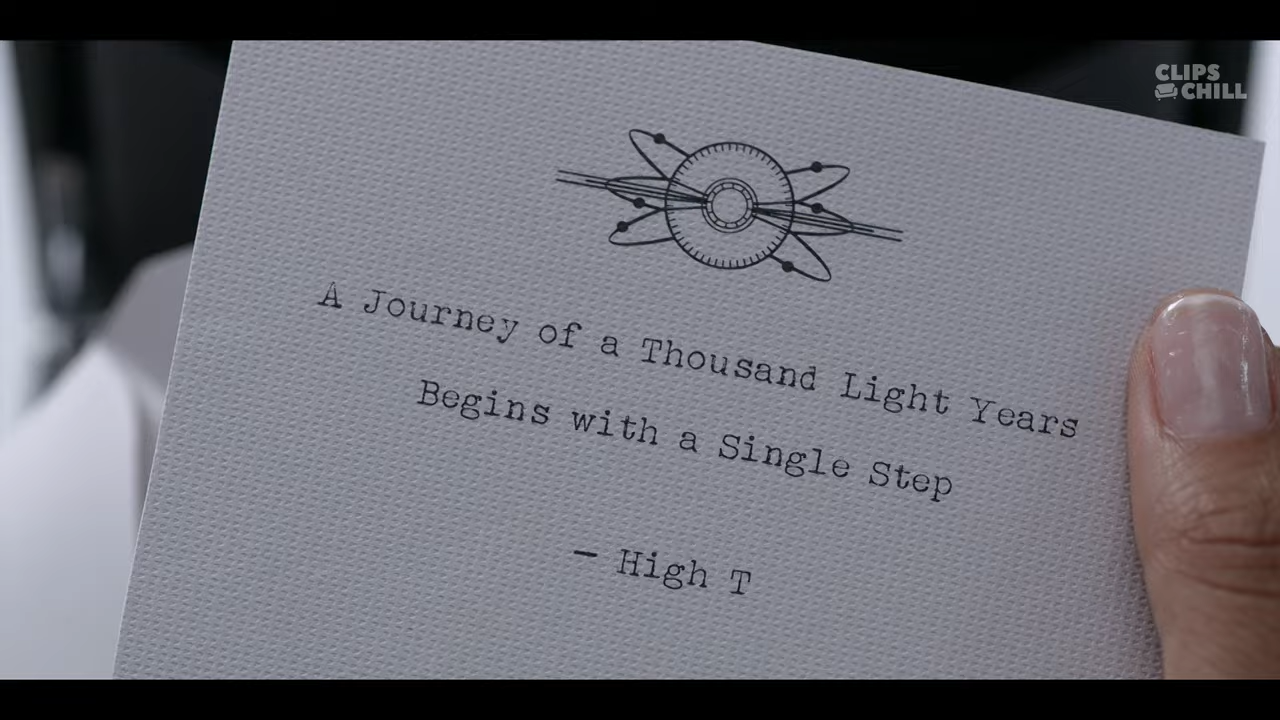 CLIPS
CHILL
A Journey of a Thousand Light Years
Begins with a Single Step
— High T